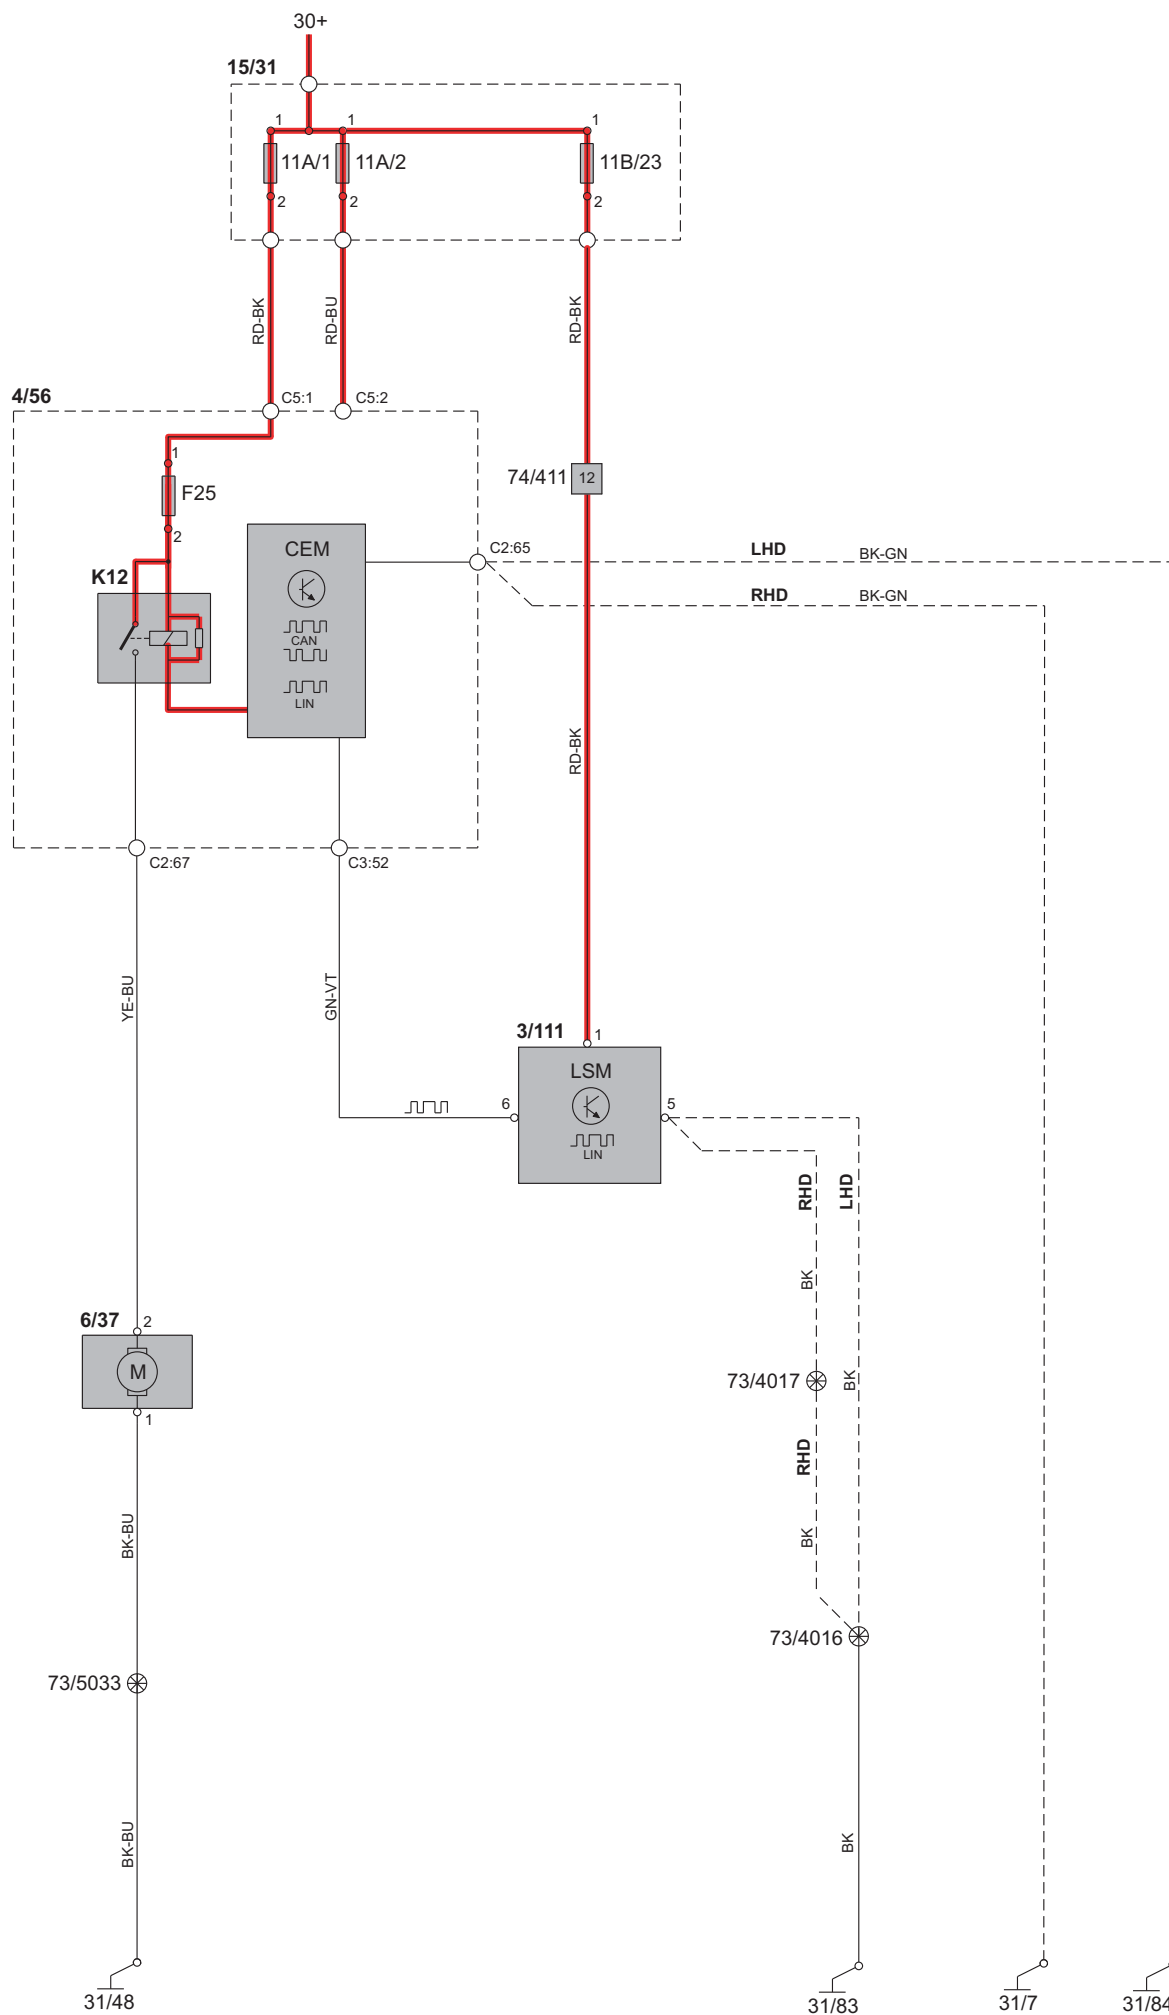 30+
15/31
1
1
1
11A/1
11A/2
11B/23
2
2
2
RD-BK
RD-BU
RD-BK
4/56
C5:1
C5:2
1
F25
2
74/411
12
CEM
CAN
LIN
C2:65
LHD
BK-GN
K12
RHD
BK-GN
RD-BK
C2:67
C3:52
YE-BU
GN-VT
3/111
1
LSM
LIN
6
5
RHD
LHD
BK
6/37
2
M
1
73/4017
BK
RHD
BK-BU
BK
73/4016
73/5033
BK-BU
BK
31/48
31/83
31/7
31/84